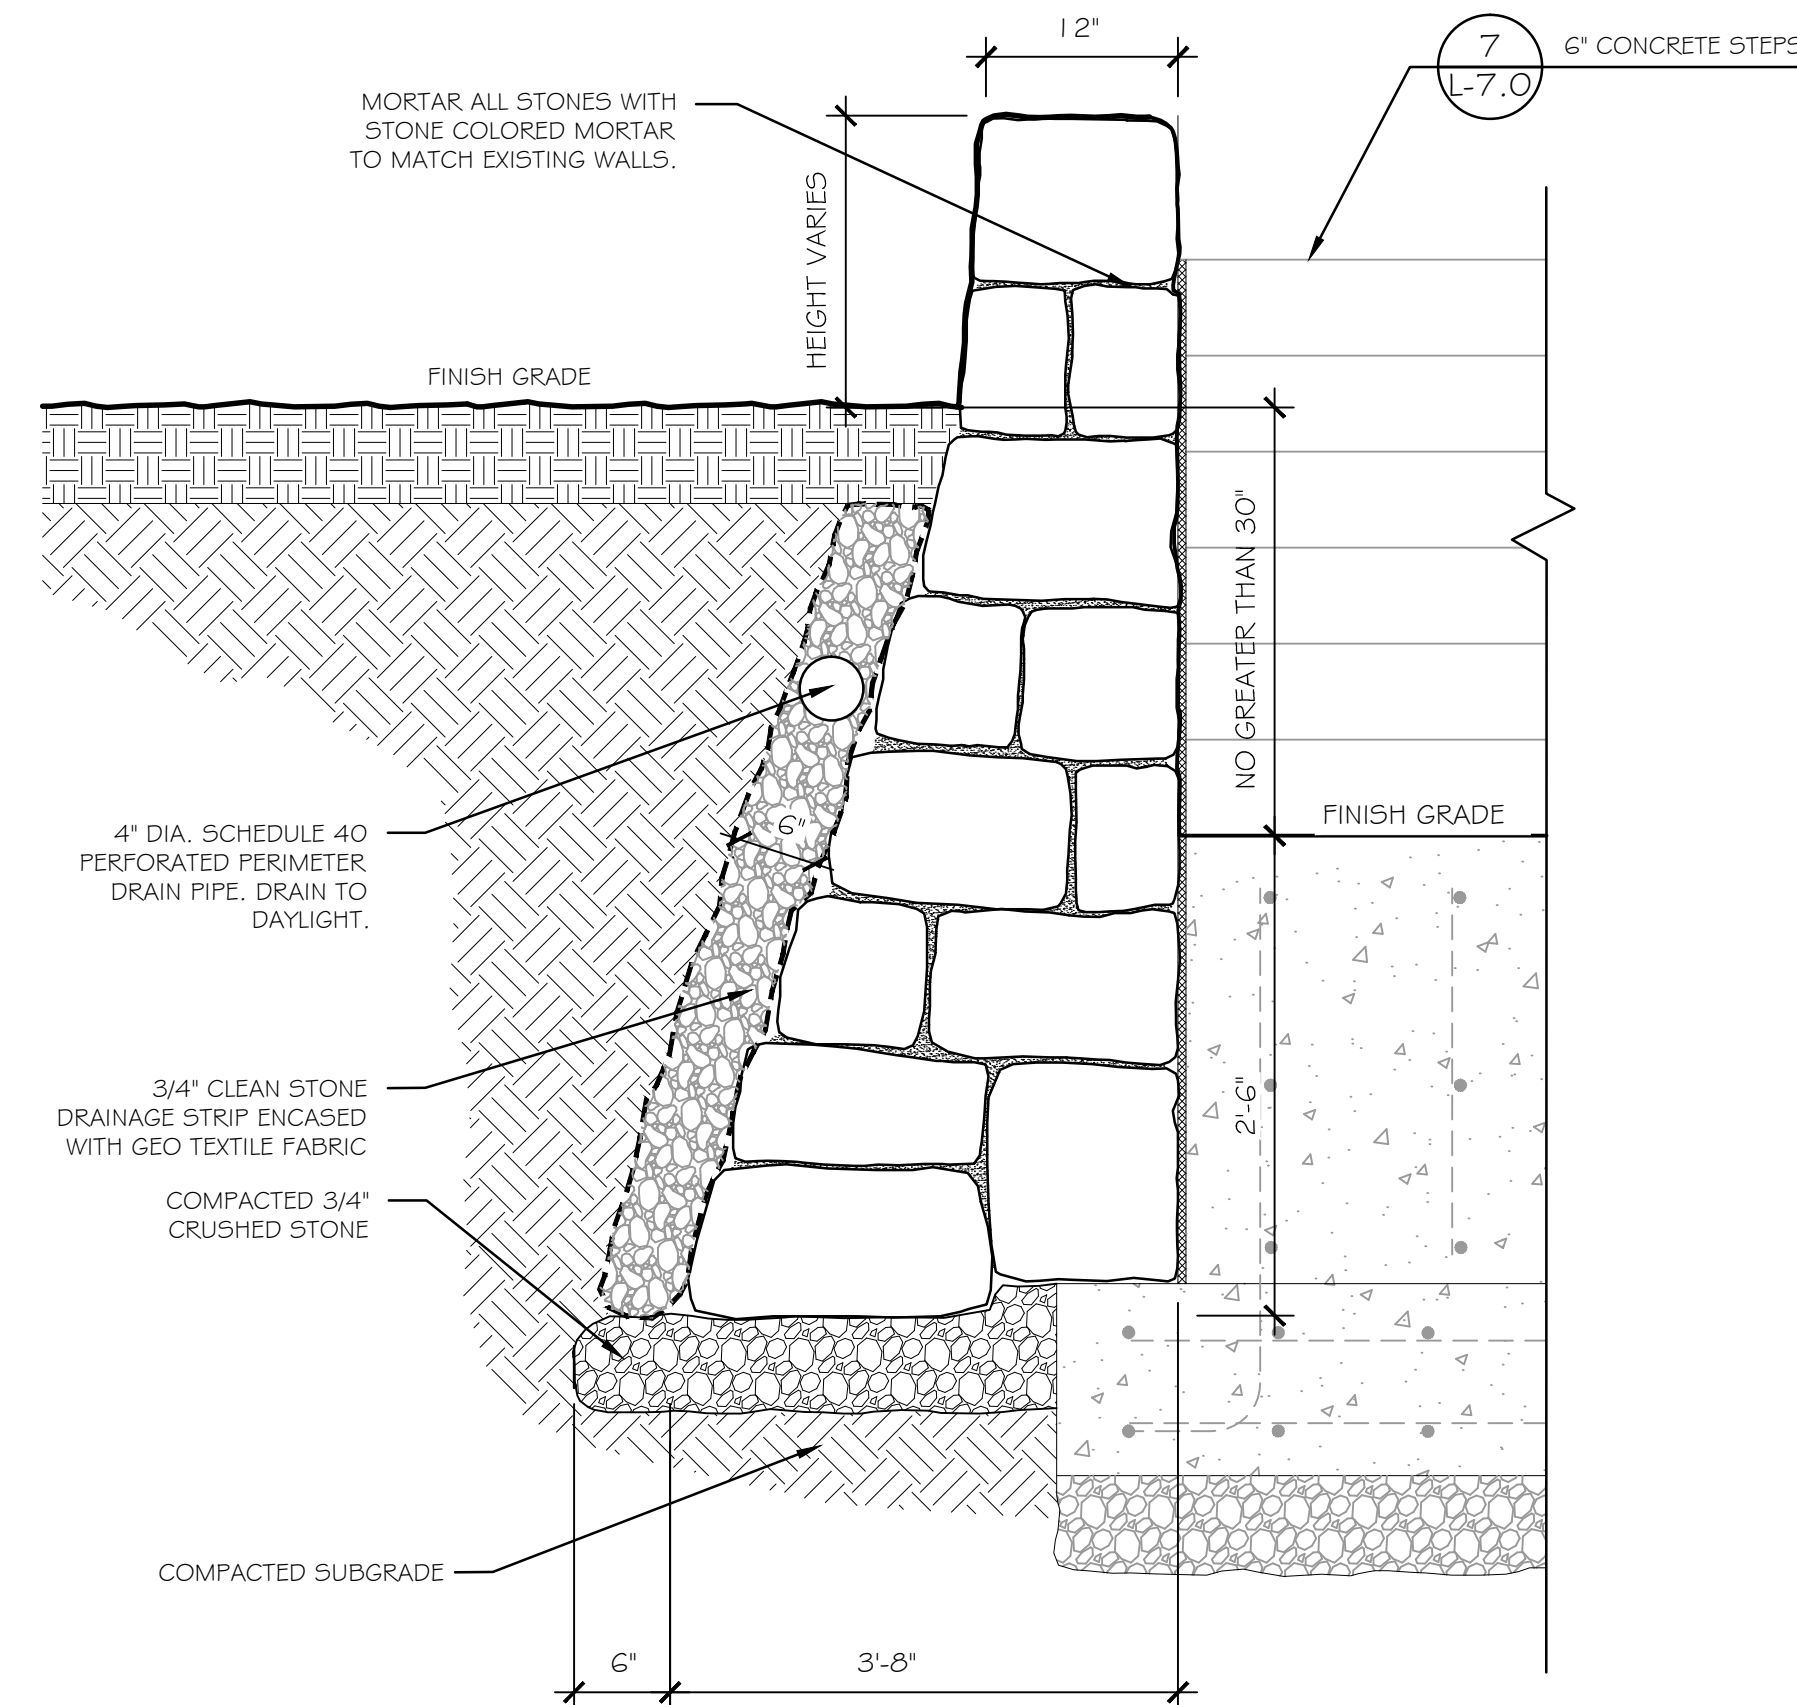 12"
7
L-7.0
6" CONCRETE STEPS
MORTAR ALL STONES WITH
STONE COLORED MORTAR
TO MATCH EXISTING WALLS.
HEIGHT VARIES
FINISH GRADE
NO GREATER THAN 30"
FINISH GRADE
4" DIA. SCHEDULE 40
PERFORATED PERIMETER
DRAIN PIPE. DRAIN TO
DAYLIGHT.
6"
3/4" CLEAN STONE
DRAINAGE STRIP ENCASED
WITH GEO TEXTILE FABRIC
2'-6"
COMPACTED 3/4"
CRUSHED STONE
COMPACTED SUBGRADE
6"
3'-8"